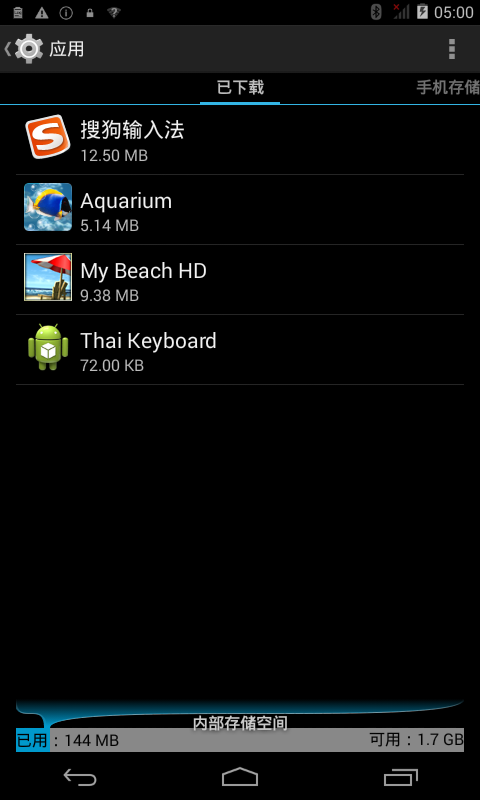 05:00
应用
已下载 手机存储
搜狗输入法
12.50 MB
Aquarium
5.14 MB
My Beach HD
9.38 MB
Thai Keyboard
72.00 KB
内部存储空间
已用：144 MB 可用：1.7 GB